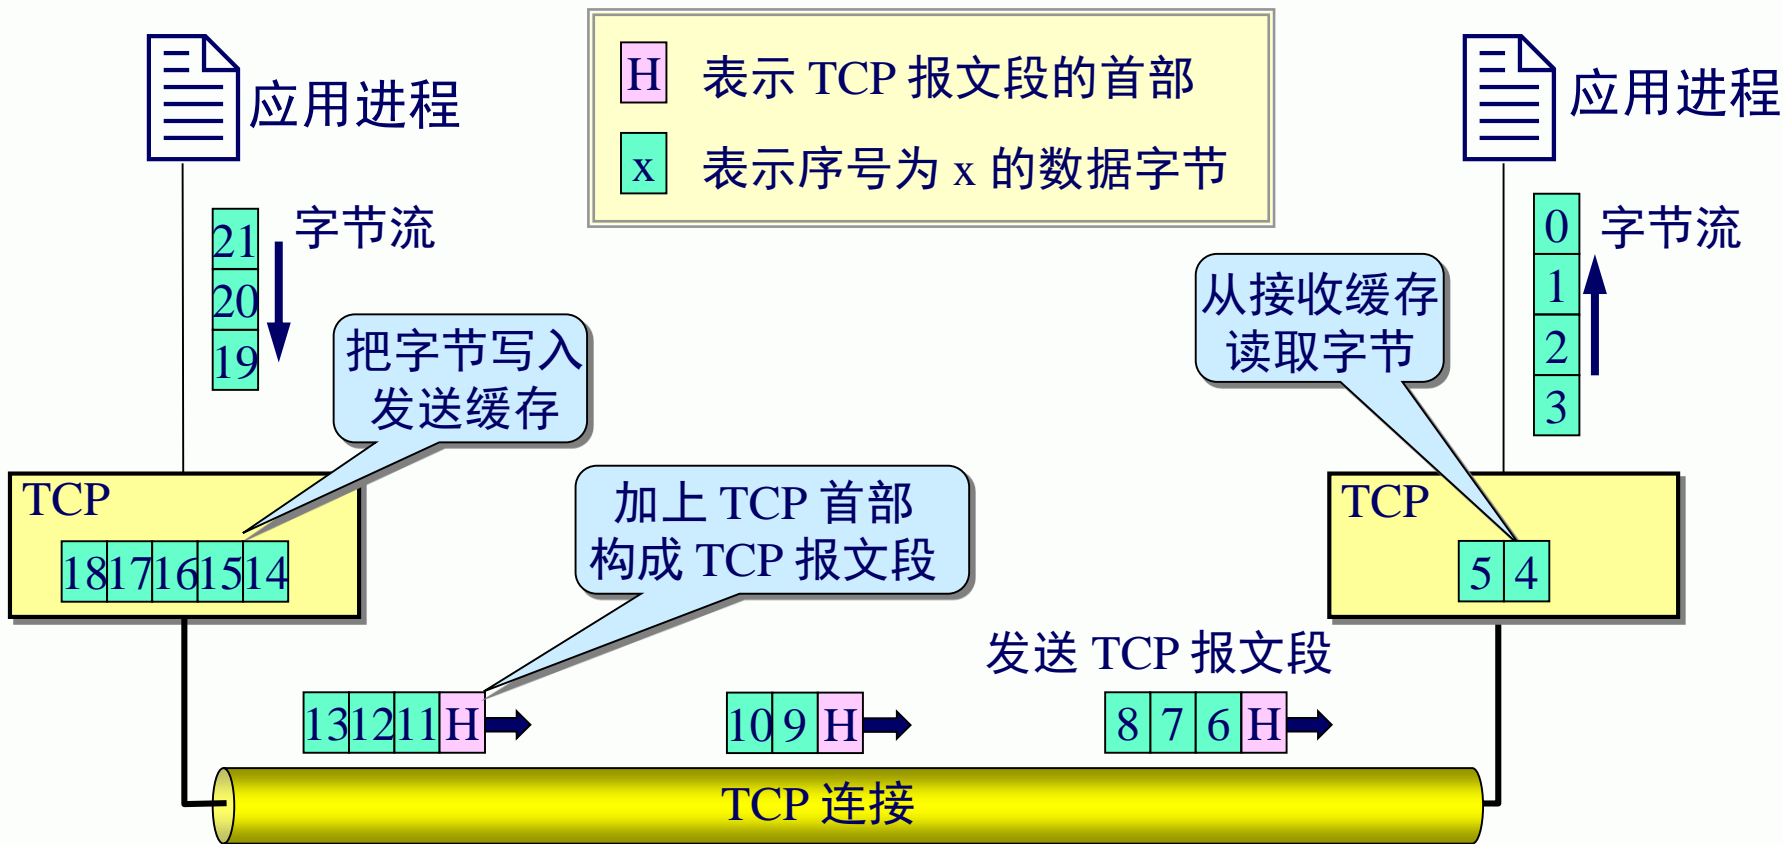 H 表示 TCP 报文段的首部
x 表示序号为 x 的数据字节
应用进程
应用进程
21
20
19
字节流
0
1
2
3
字节流
把字节写入
发送缓存
从接收缓存
读取字节
TCP
18 17 16 15 14
加上 TCP 首部
构成 TCP 报文段
TCP
5 4
发送 TCP 报文段
13 12 11 H
10 9 H
8 7 6 H
TCP 连接